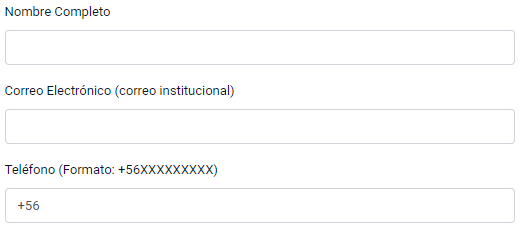 Nombre Completo
Correo Electrónico (correo institucional)
Teléfono (Formato: +56XXXXXXXXX)
+56